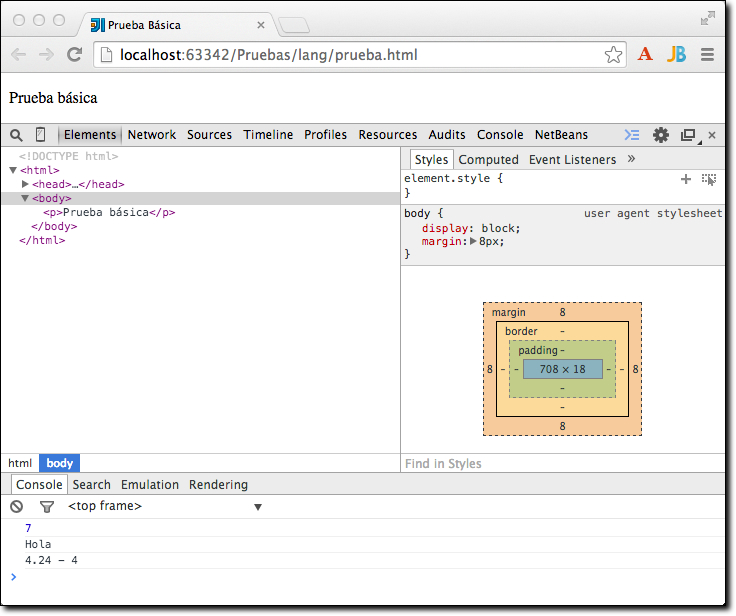 Prueba Básica
localhost:63342/Pruebas/lang/prueba.html
Prueba básica
Elements Network Sources Timeline Profiles Resources Audits Console NetBeans
<!DOCTYPE html>
<html>
<head>…</head>
<body>
<p>Prueba básica</p>
</body>
</html>
html body
Styles Computed Event Listeners »
element.style {
}
body { user agent stylesheet
display: block;
margin: 8px;
}
margin 8
border -
padding -
8 - - 708 × 18 - - 8
-
-
8
Find in Styles
Console Search Emulation Rendering
<top frame>
7
Hola
4.24 - 4